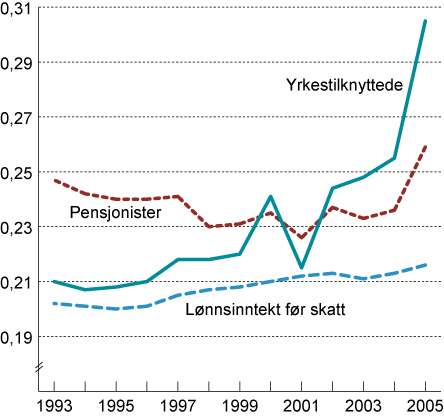 0,31
0,29
Yrkestilknyttede
0,27
0,25
Pensjonister
0,23
0,21
Lønnsinntekt før skatt
0,19
1993 1995 1997 1999 2001 2003 2005